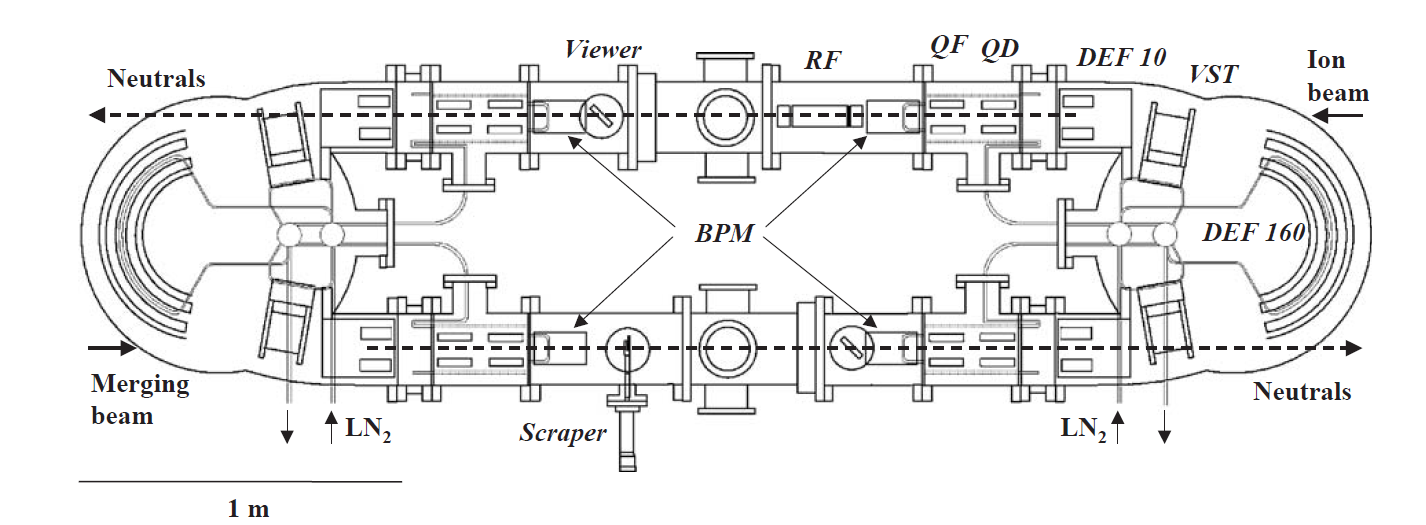 Viewer
RF
QF QD
DEF 10
VST
Ion
beam
Neutrals
BPM
DEF 160
Merging
beam
LN2
Scraper
LN2
Neutrals
1 m